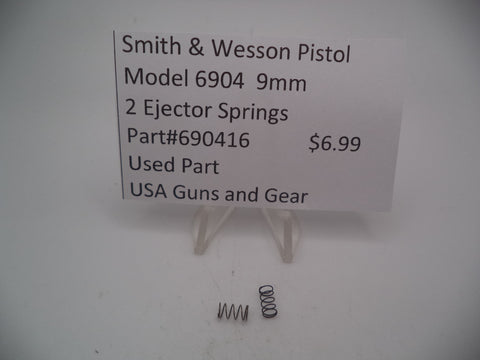 Smith & Wesson Pistol
Model 6904 9mm
2 Ejector Springs
Part#690416 $6.99
Used Part
USA Guns and Gear